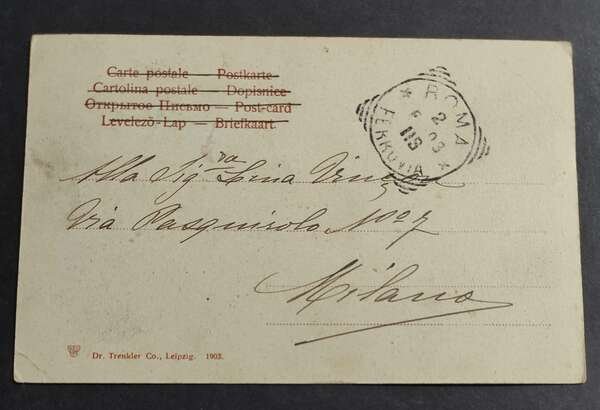 Carte postale — Postkarte
Cartolina postale — Dopisnice
Открытое Письмо — Post-card
Levelező-Lap — Briefkaart.
ROMA
FERROVIA
Alla Sig.ra Lina
Via Pasquirolo, No 7
Milano
Dr. Trenkler Co., Leipzig. 1903.